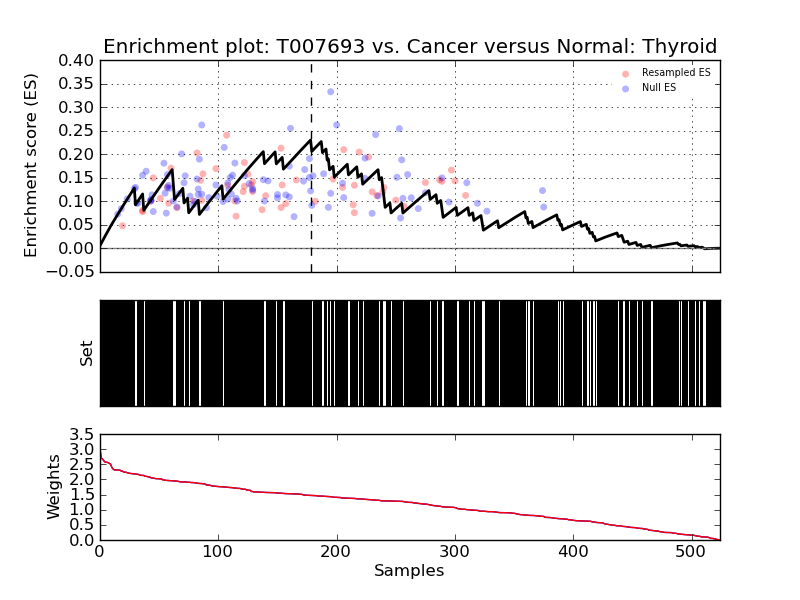 Enrichment plot: T007693 vs. Cancer versus Normal: Thyroid
Enrichment score (ES)
0.40
0.35
0.30
0.25
0.20
0.15
0.10
0.05
0.00
−0.05
Resampled ES
Null ES
Set
Weights
3.5
3.0
2.5
2.0
1.5
1.0
0.5
0.0
0 100 200 300 400 500
Samples